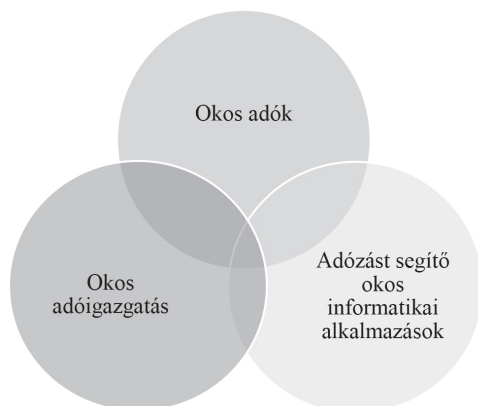 Okos adók
Okos
adóigazgatás
Adózást segítő
okos
informatikai
alkalmazások